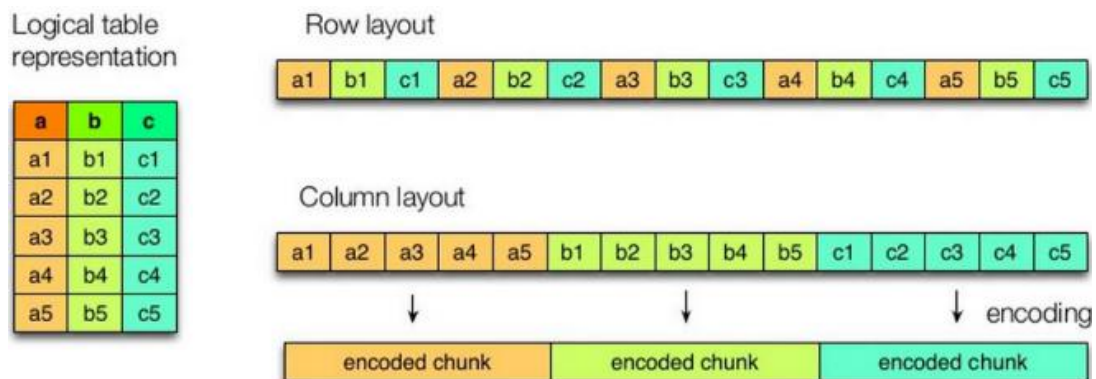 Logical table
representation
a b c
a1 b1 c1
a2 b2 c2
a3 b3 c3
a4 b4 c4
a5 b5 c5
Row layout
a1 b1 c1 a2 b2 c2 a3 b3 c3 a4 b4 c4 a5 b5 c5
Column layout
a1 a2 a3 a4 a5 b1 b2 b3 b4 b5 c1 c2 c3 c4 c5
encoding
encoded chunk encoded chunk encoded chunk